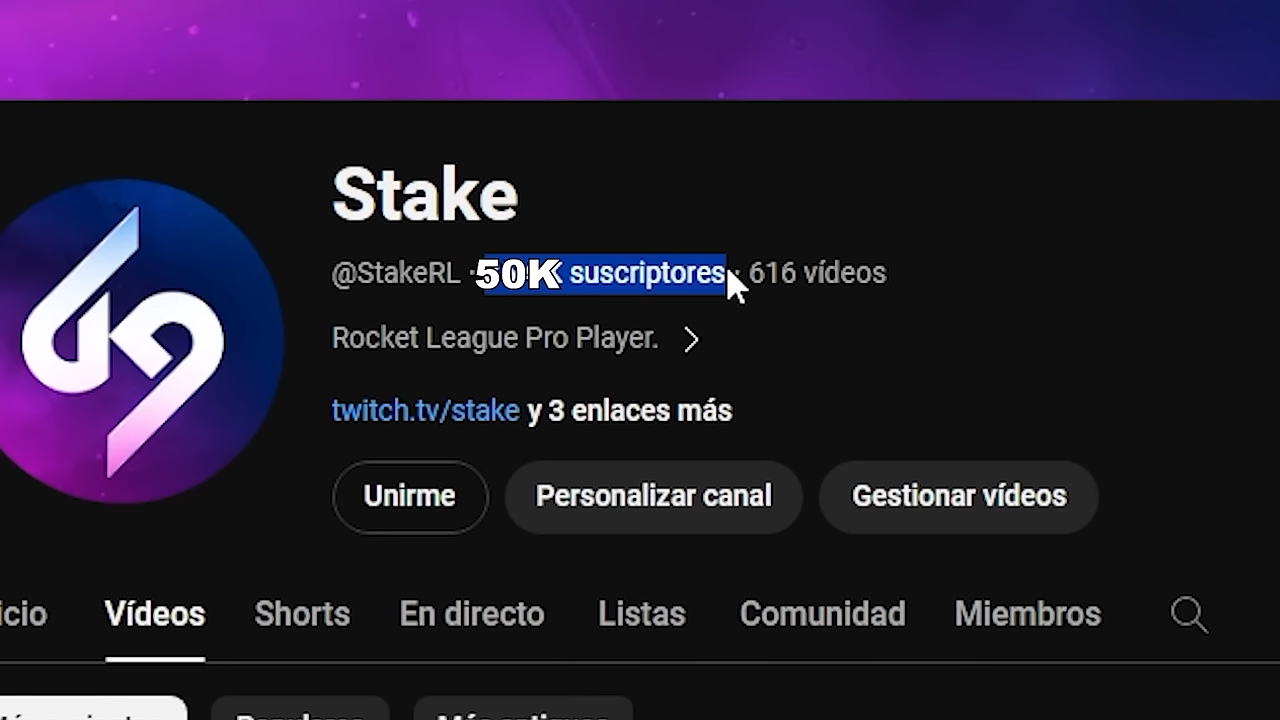 Stake
@StakeRL · 50K suscriptores · 616 vídeos
Rocket League Pro Player.
twitch.tv/stake y 3 enlaces más
Unirme Personalizar canal Gestionar vídeos
icio Vídeos Shorts En directo Listas Comunidad Miembros